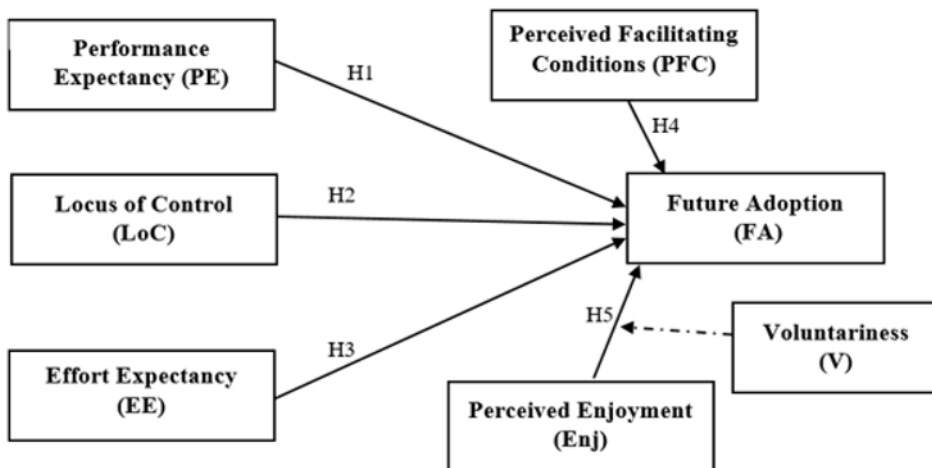 Performance
Expectancy (PE)
H1
Perceived Facilitating
Conditions (PFC)
H4
Locus of Control
(LoC)
H2
Future Adoption
(FA)
Effort Expectancy
(EE)
H3
H5
Perceived Enjoyment
(Enj)
Voluntariness
(V)